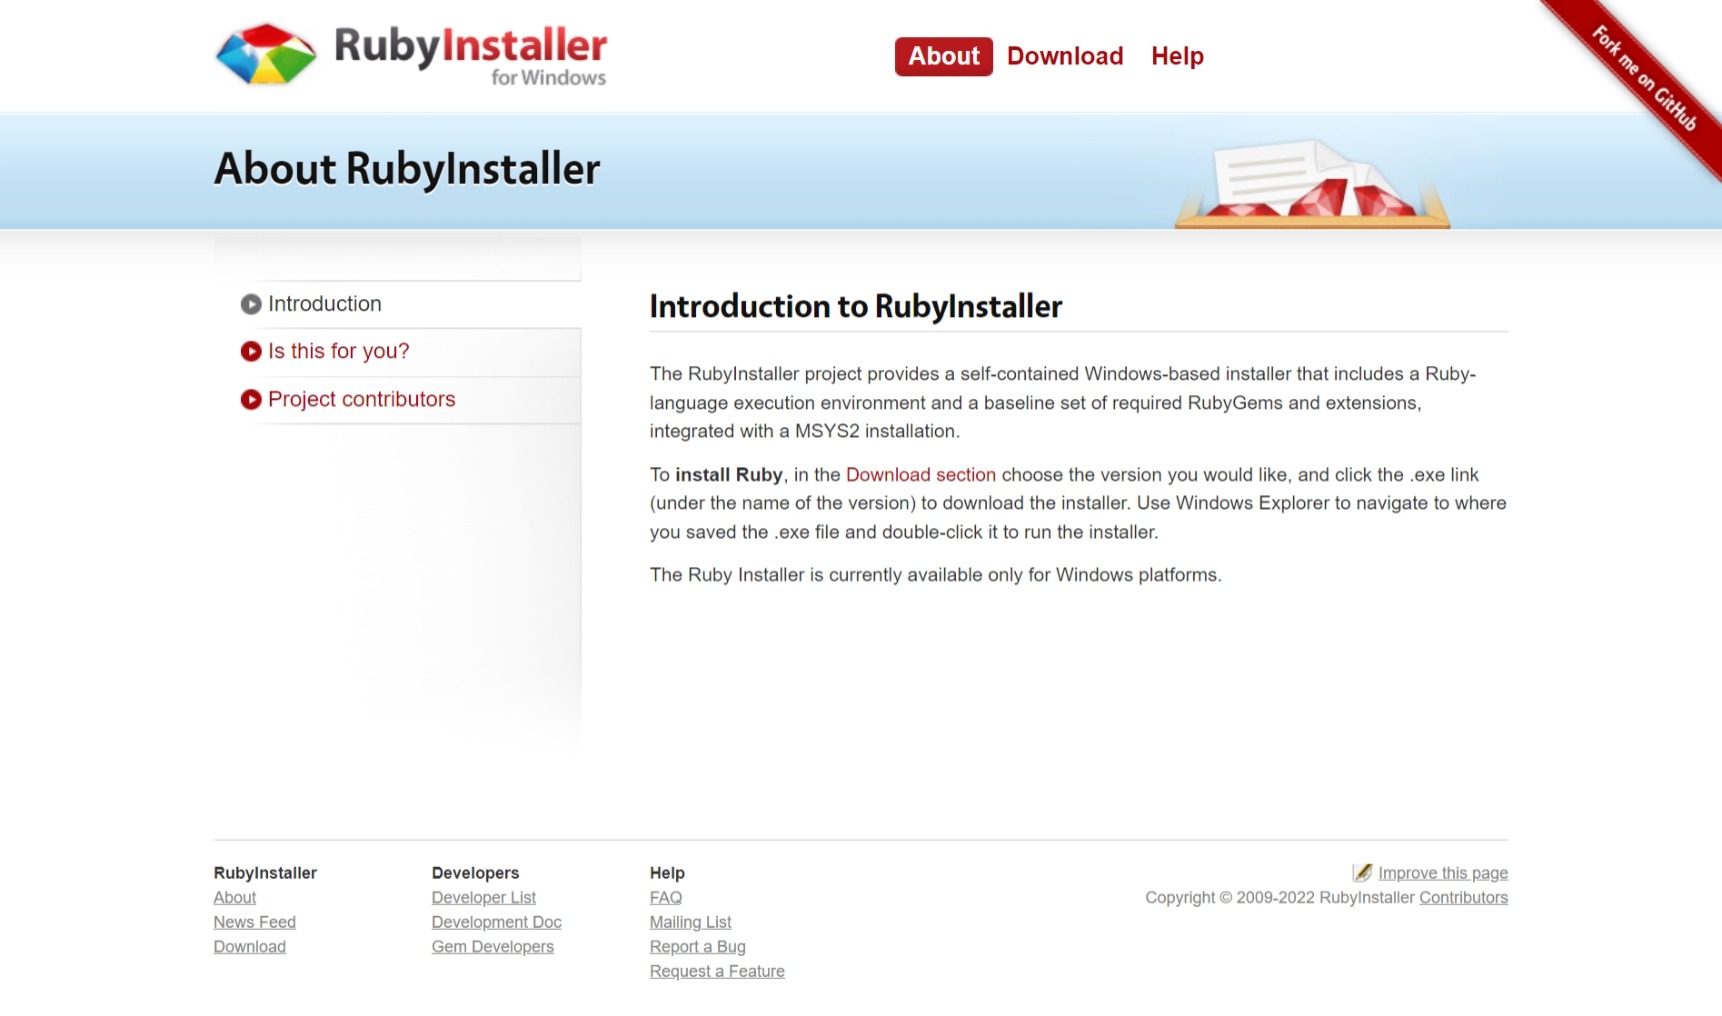 RubyInstaller
for Windows
About
Download
Help
Fork me on GitHub
About RubyInstaller
Introduction
Is this for you?
Project contributors
Introduction to RubyInstaller
The RubyInstaller project provides a self-contained Windows-based installer that includes a Ruby-
language execution environment and a baseline set of required RubyGems and extensions,
integrated with a MSYS2 installation.
To install Ruby, in the Download section choose the version you would like, and click the .exe link
(under the name of the version) to download the installer. Use Windows Explorer to navigate to where
you saved the .exe file and double-click it to run the installer.
The Ruby Installer is currently available only for Windows platforms.
RubyInstaller
About
News Feed
Download
Developers
Developer List
Development Doc
Gem Developers
Help
FAQ
Mailing List
Report a Bug
Request a Feature
Improve this page
Copyright © 2009-2022 RubyInstaller Contributors